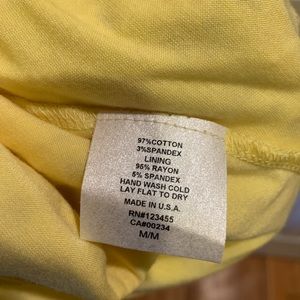 97%COTTON
3%SPANDEX
LINING
95% RAYON
5% SPANDEX
HAND WASH COLD
LAY FLAT TO DRY
MADE IN U.S.A.
RN#123455
CA#00234
M/M